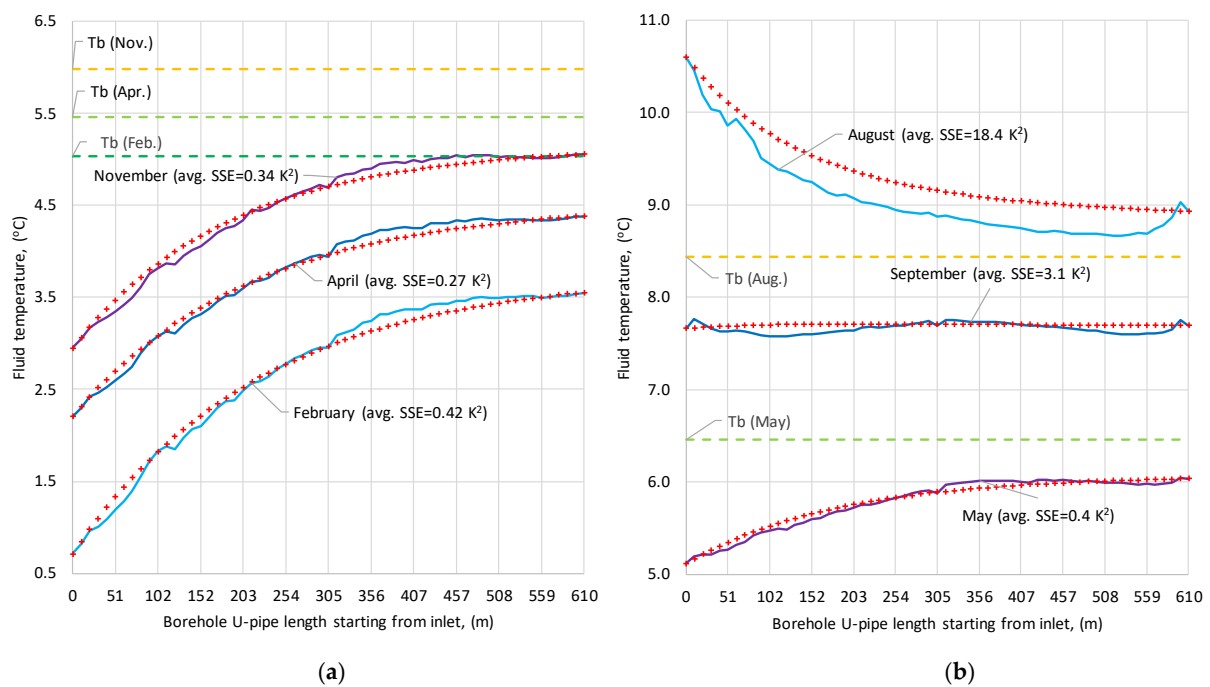 6.5
5.5
4.5
3.5
2.5
1.5
0.5
Fluid temperature, (°C)
Tb (Nov.)
Tb (Apr.)
Tb (Feb.)
November (avg. SSE=0.34 K²)
April (avg. SSE=0.27 K²)
February (avg. SSE=0.42 K²)
0 51 102 152 203 254 305 356 407 457 508 559 610
Borehole U-pipe length starting from inlet, (m)
(a)
11.0
10.0
9.0
8.0
7.0
6.0
5.0
Fluid temperature, (°C)
August (avg. SSE=18.4 K²)
Tb (Aug.)
September (avg. SSE=3.1 K²)
Tb (May)
May (avg. SSE=0.4 K²)
0 51 102 152 203 254 305 356 407 457 508 559 610
Borehole U-pipe length starting from inlet, (m)
(b)